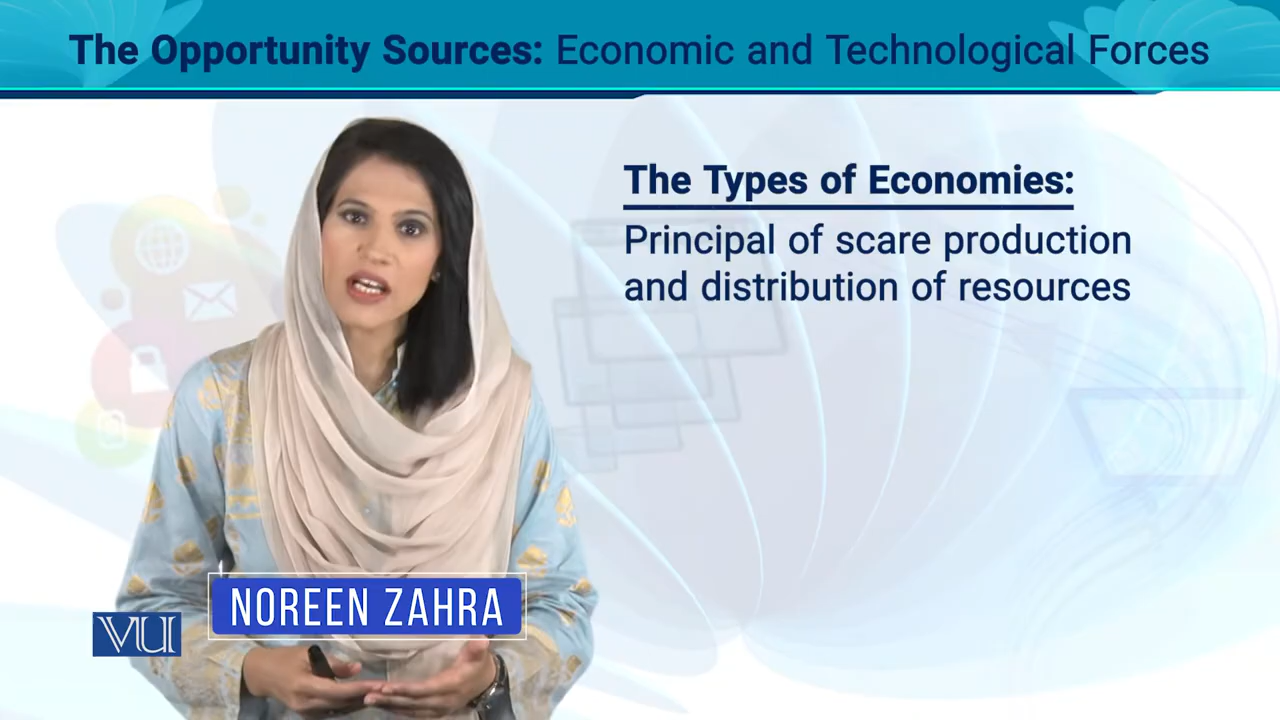 The Opportunity Sources: Economic and Technological Forces
The Types of Economies:
Principal of scare production
and distribution of resources
NOREEN ZAHRA
VU